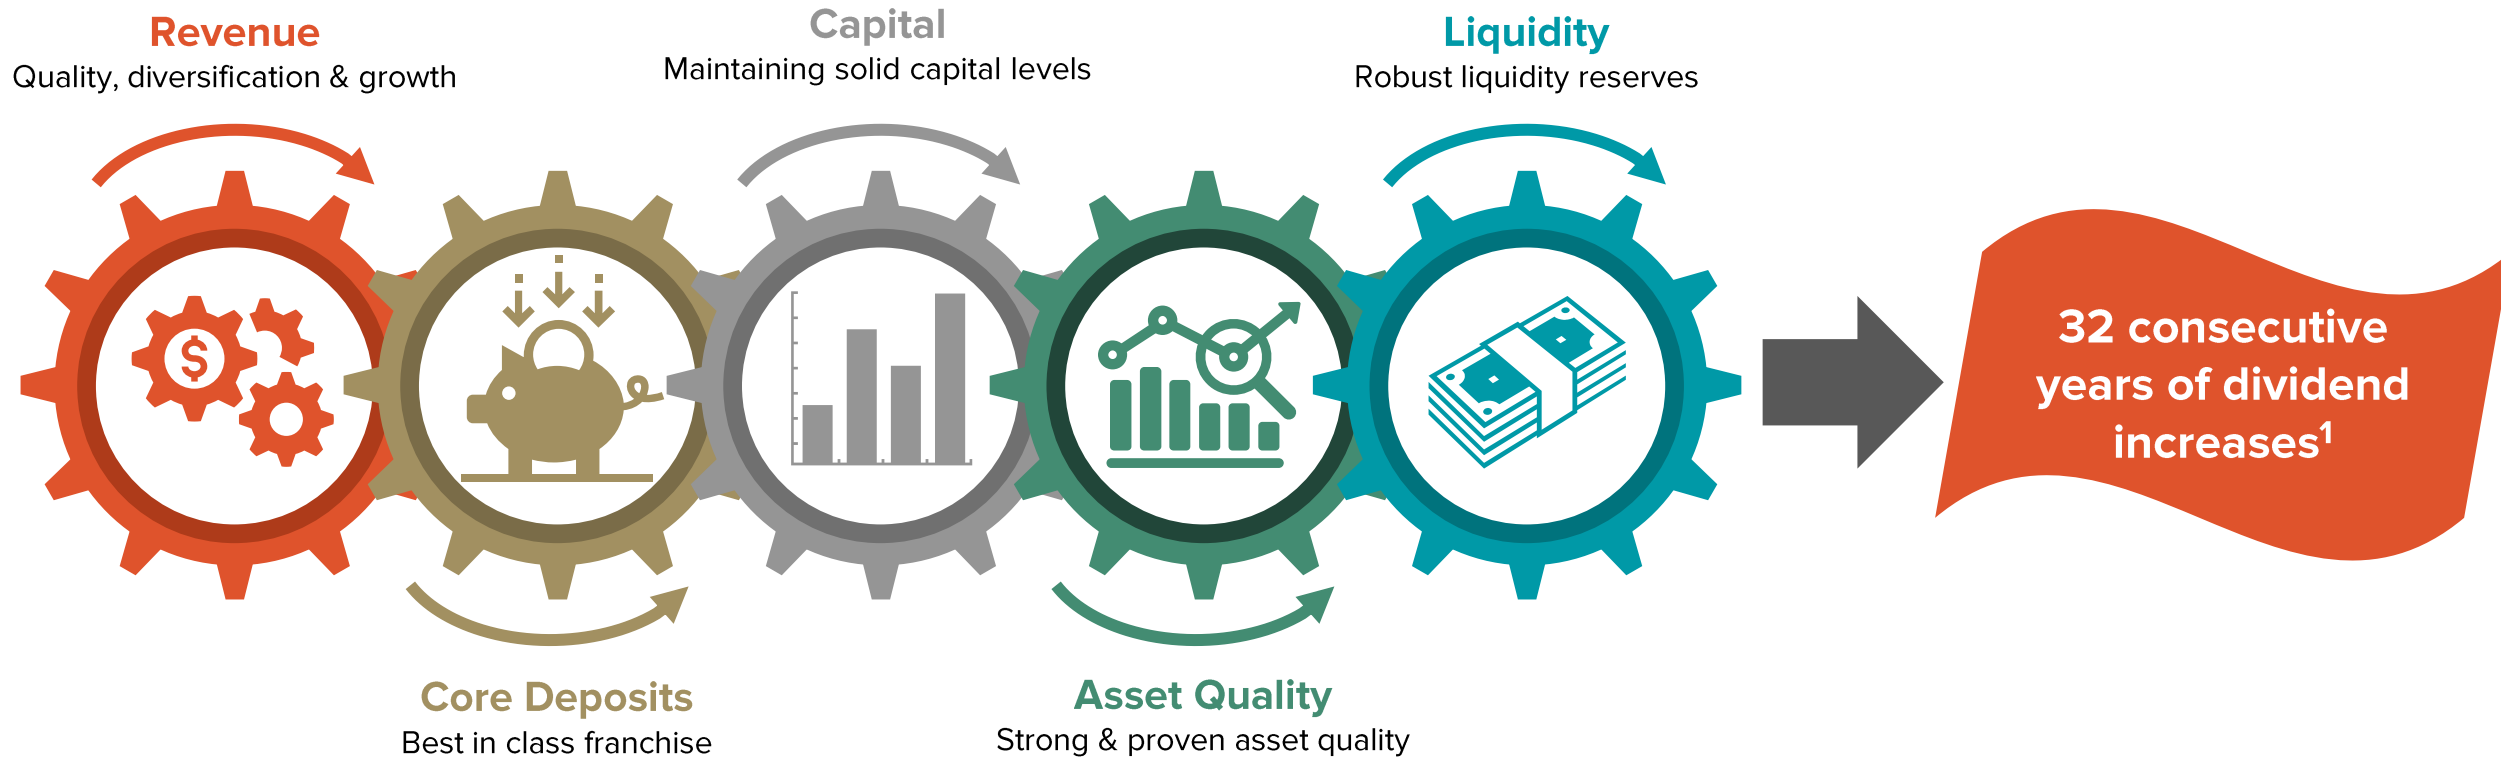 Revenue
Quality, diversification & growth
Capital
Maintaining solid capital levels
Liquidity
Robust liquidity reserves
$
32 consecutive
years of dividend
increases¹
Core Deposits
Best in class franchise
Asset Quality
Strong & proven asset quality